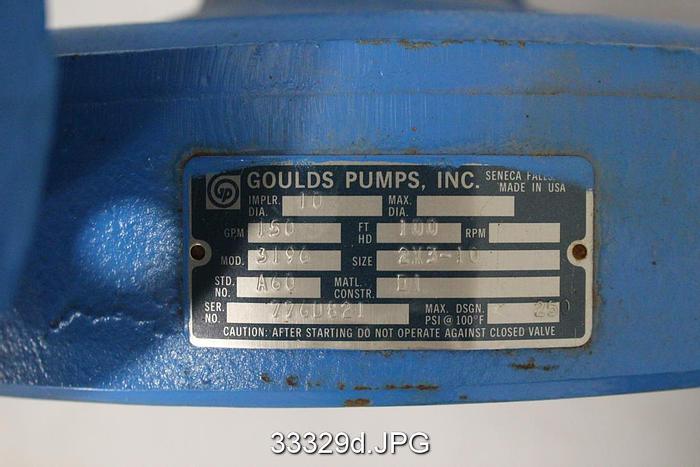 GP GOULDS PUMPS, INC. SENECA FALLS
MADE IN USA
IMPLR. DIA. 10 MAX. DIA.
GPM 150 FT HD 100 RPM
MOD. 3196 SIZE 2X3-10
STD. NO. A60 MATL. CONSTR.
SER. NO. MAX. DSGN. PSI @ 100°F 250
CAUTION: AFTER STARTING DO NOT OPERATE AGAINST CLOSED VALVE
33329d.JPG